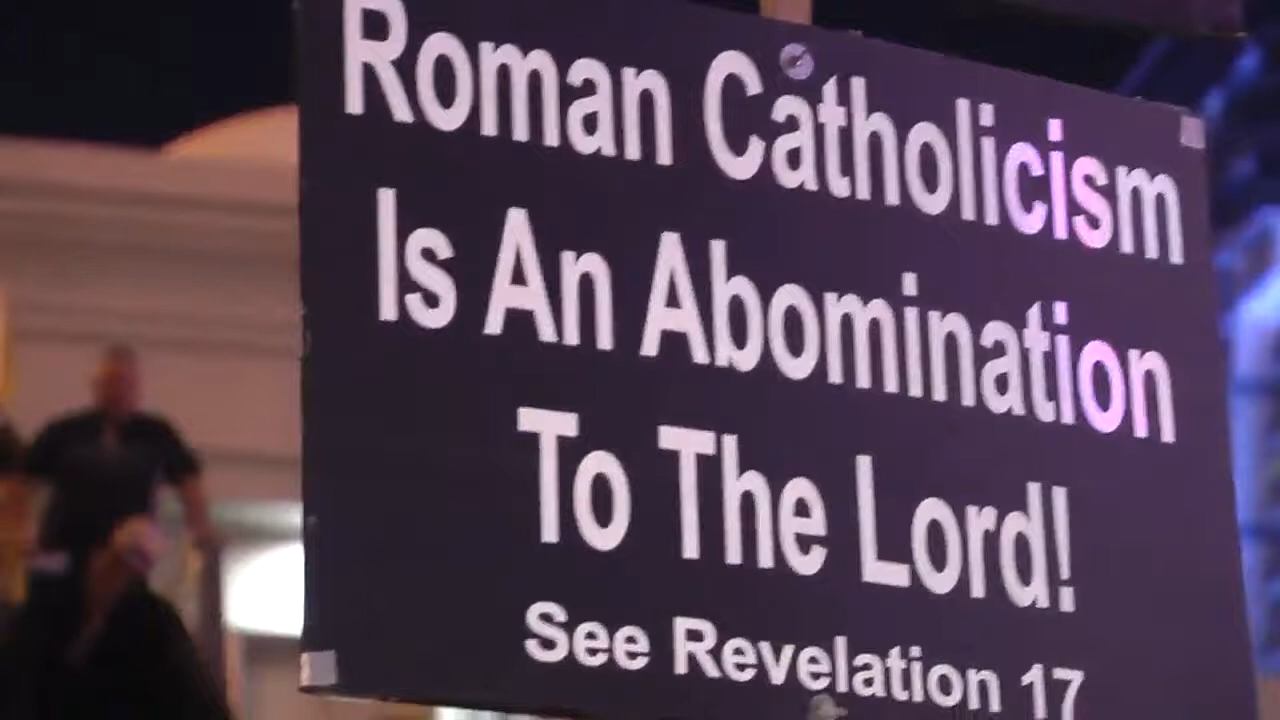 Roman Catholicism
Is An Abomination
To The Lord!
See Revelation 17